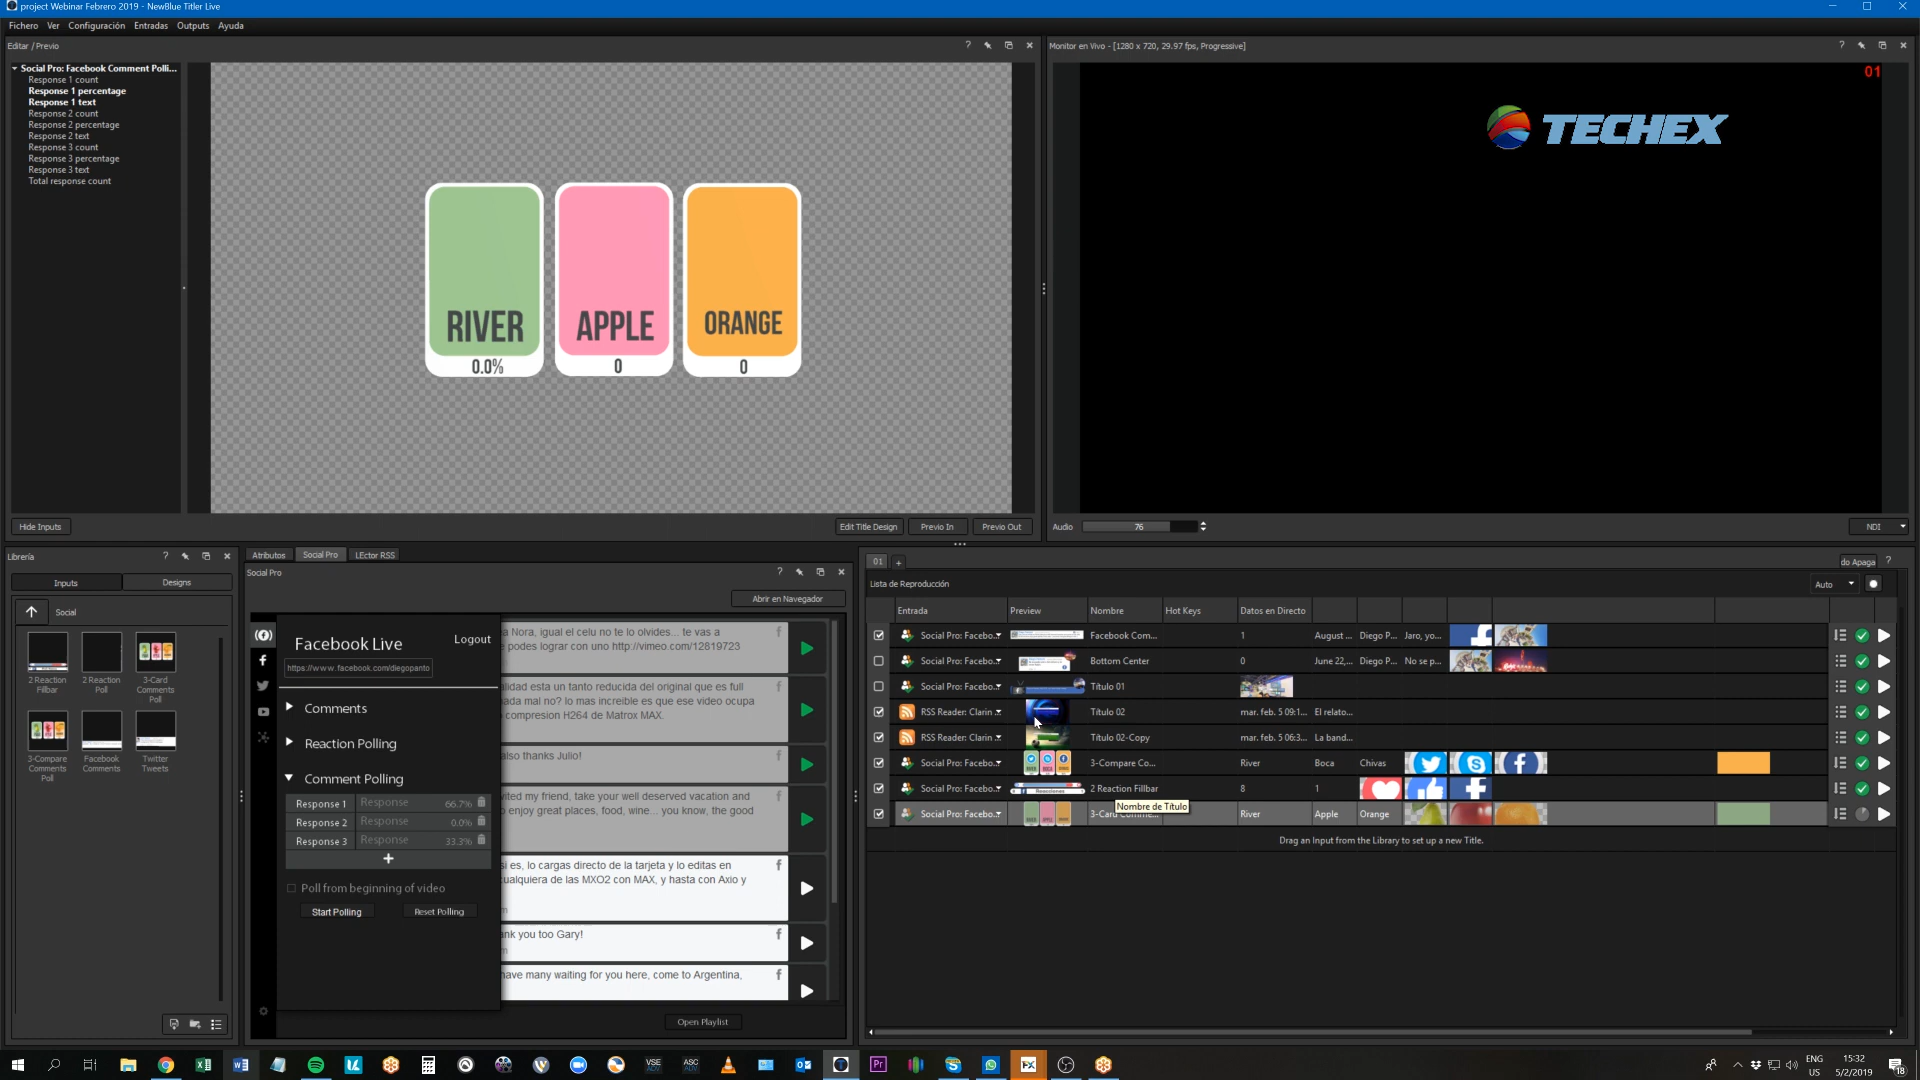 project Webinar Febrero 2019 - NewBlue Titler Live
Fichero Ver Configuración Entradas Outputs Ayuda
Editar / Previo
Social Pro: Facebook Comment Polli...
Response 1 count
Response 1 percentage
Response 1 text
Response 2 count
Response 2 percentage
Response 2 text
Response 3 count
Response 3 percentage
Response 3 text
Total response count
RIVER
0.0%
APPLE
0
ORANGE
0
Hide Inputs
Edit Title Design
Previo In
Previo Out
Monitor en Vivo - [1280 x 720, 29.97 fps, Progressive]
01
TECHEX
Audio
76
NDI
Librería
Inputs
Designs
Social
2 Reaction Fillbar
2 Reaction Poll
3-Card Comments Poll
3-Compare Comments Poll
Facebook Comments
Twitter Tweets
Atributos
Social Pro
LEctor RSS
Social Pro
Abrir en Navegador
Facebook Live
Logout
https://www.facebook.com/diegopanto
Comments
Reaction Polling
Comment Polling
Response 1 Response 66.7%
Response 2 Response 0.0%
Response 3 Response 33.3%
+
Poll from beginning of video
Start Polling
Reset Polling
a Nora, igual el celu no te lo olvides... te vas a
podes lograr con uno http://vimeo.com/12819723
lidad esta un tanto reducida del original que es full
ada mal no? lo mas increible es que ese video ocupa
compresion H264 de Matrox MAX.
also thanks Julio!
vited my friend, take your well deserved vacation and
enjoy great places, food, wine... you know, the good
si es, lo cargas directo de la tarjeta y lo editas en
ualquiera de las MXO2 con MAX, y hasta con Axio y
ank you too Gary!
have many waiting for you here, come to Argentina,
Open Playlist
01
+
do Apaga
?
Lista de Reproducción
Auto
Entrada Preview Nombre Hot Keys Datos en Directo
Social Pro: Facebo... Facebook Com... 1 August ... Diego P... Jaro, yo...
Social Pro: Facebo... Bottom Center 0 June 22,... Diego P... No se p...
Social Pro: Facebo... Título 01
RSS Reader: Clarin Título 02 mar. feb. 5 09:1... El relato...
RSS Reader: Clarin Título 02-Copy mar. feb. 5 06:3... La band...
Social Pro: Facebo... 3-Compare Co... River Boca Chivas
Social Pro: Facebo... 2 Reaction Fillbar 8 1
Nombre de Título
Social Pro: Facebo... 3-Card Comme... River Apple Orange
Drag an Input from the Library to set up a new Title.
VSE
ADV
ASC
ADV
Pr
FX
ENG
US
15:32
5/2/2019
18